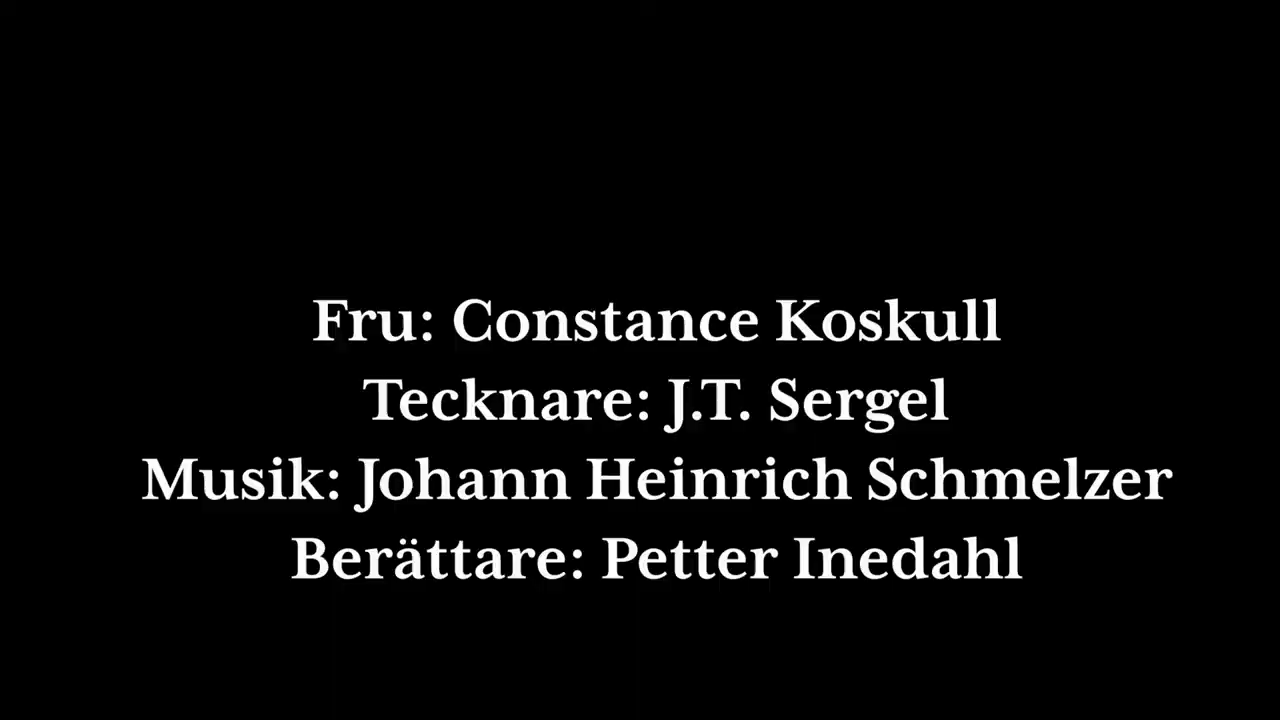 Fru: Constance Koskull
Tecknare: J.T. Sergel
Musik: Johann Heinrich Schmelzer
Berättare: Petter Inedahl